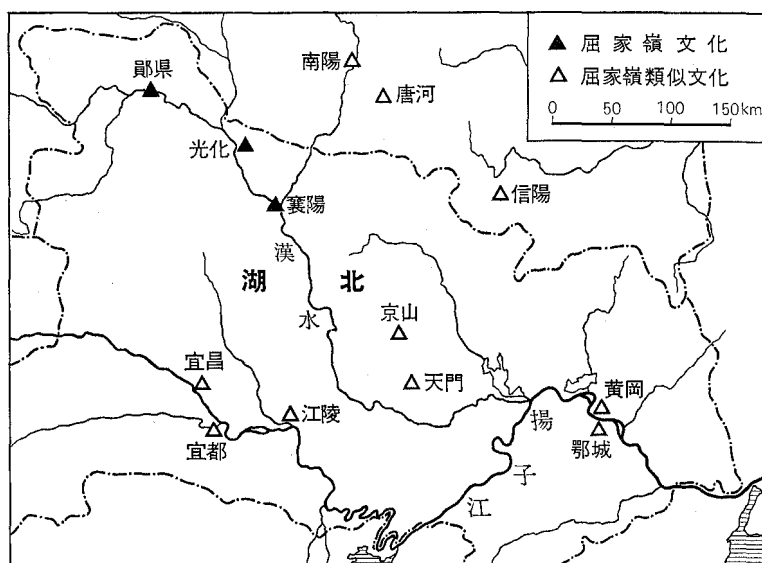 ▲ 屈家嶺文化
△ 屈家嶺類似文化
0 50 100 150km
南陽
鄖県
唐河
光化
信陽
襄陽
漢水
湖北
京山
宜昌
天門
江陵
黄岡
宜都
鄂城
揚子江